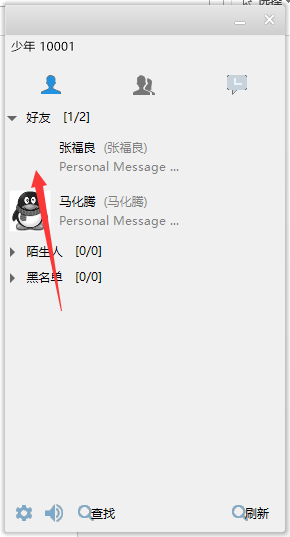 少年 10001
好友 [1/2]
张福良 (张福良)
Personal Message ...
马化腾 (马化腾)
Personal Message ...
陌生人 [0/0]
黑名单 [0/0]
查找 刷新